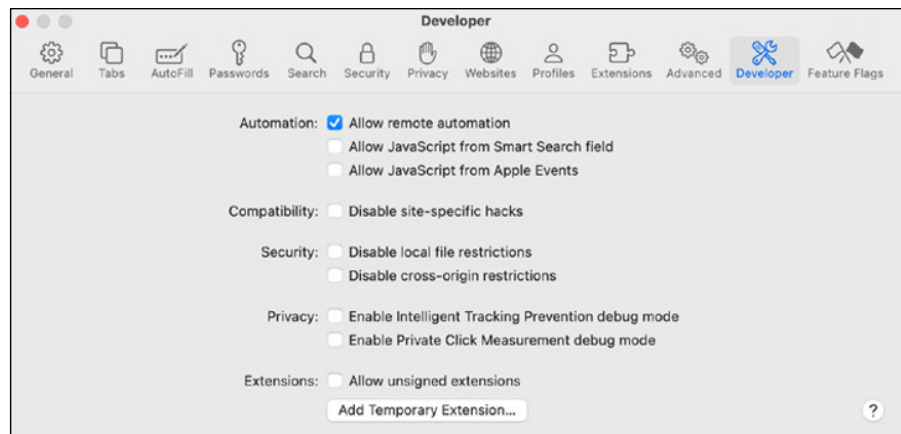 Developer
General Tabs AutoFill Passwords Search Security Privacy Websites Profiles Extensions Advanced Developer Feature Flags
Automation: Allow remote automation
Allow JavaScript from Smart Search field
Allow JavaScript from Apple Events
Compatibility: Disable site-specific hacks
Security: Disable local file restrictions
Disable cross-origin restrictions
Privacy: Enable Intelligent Tracking Prevention debug mode
Enable Private Click Measurement debug mode
Extensions: Allow unsigned extensions
Add Temporary Extension... ?